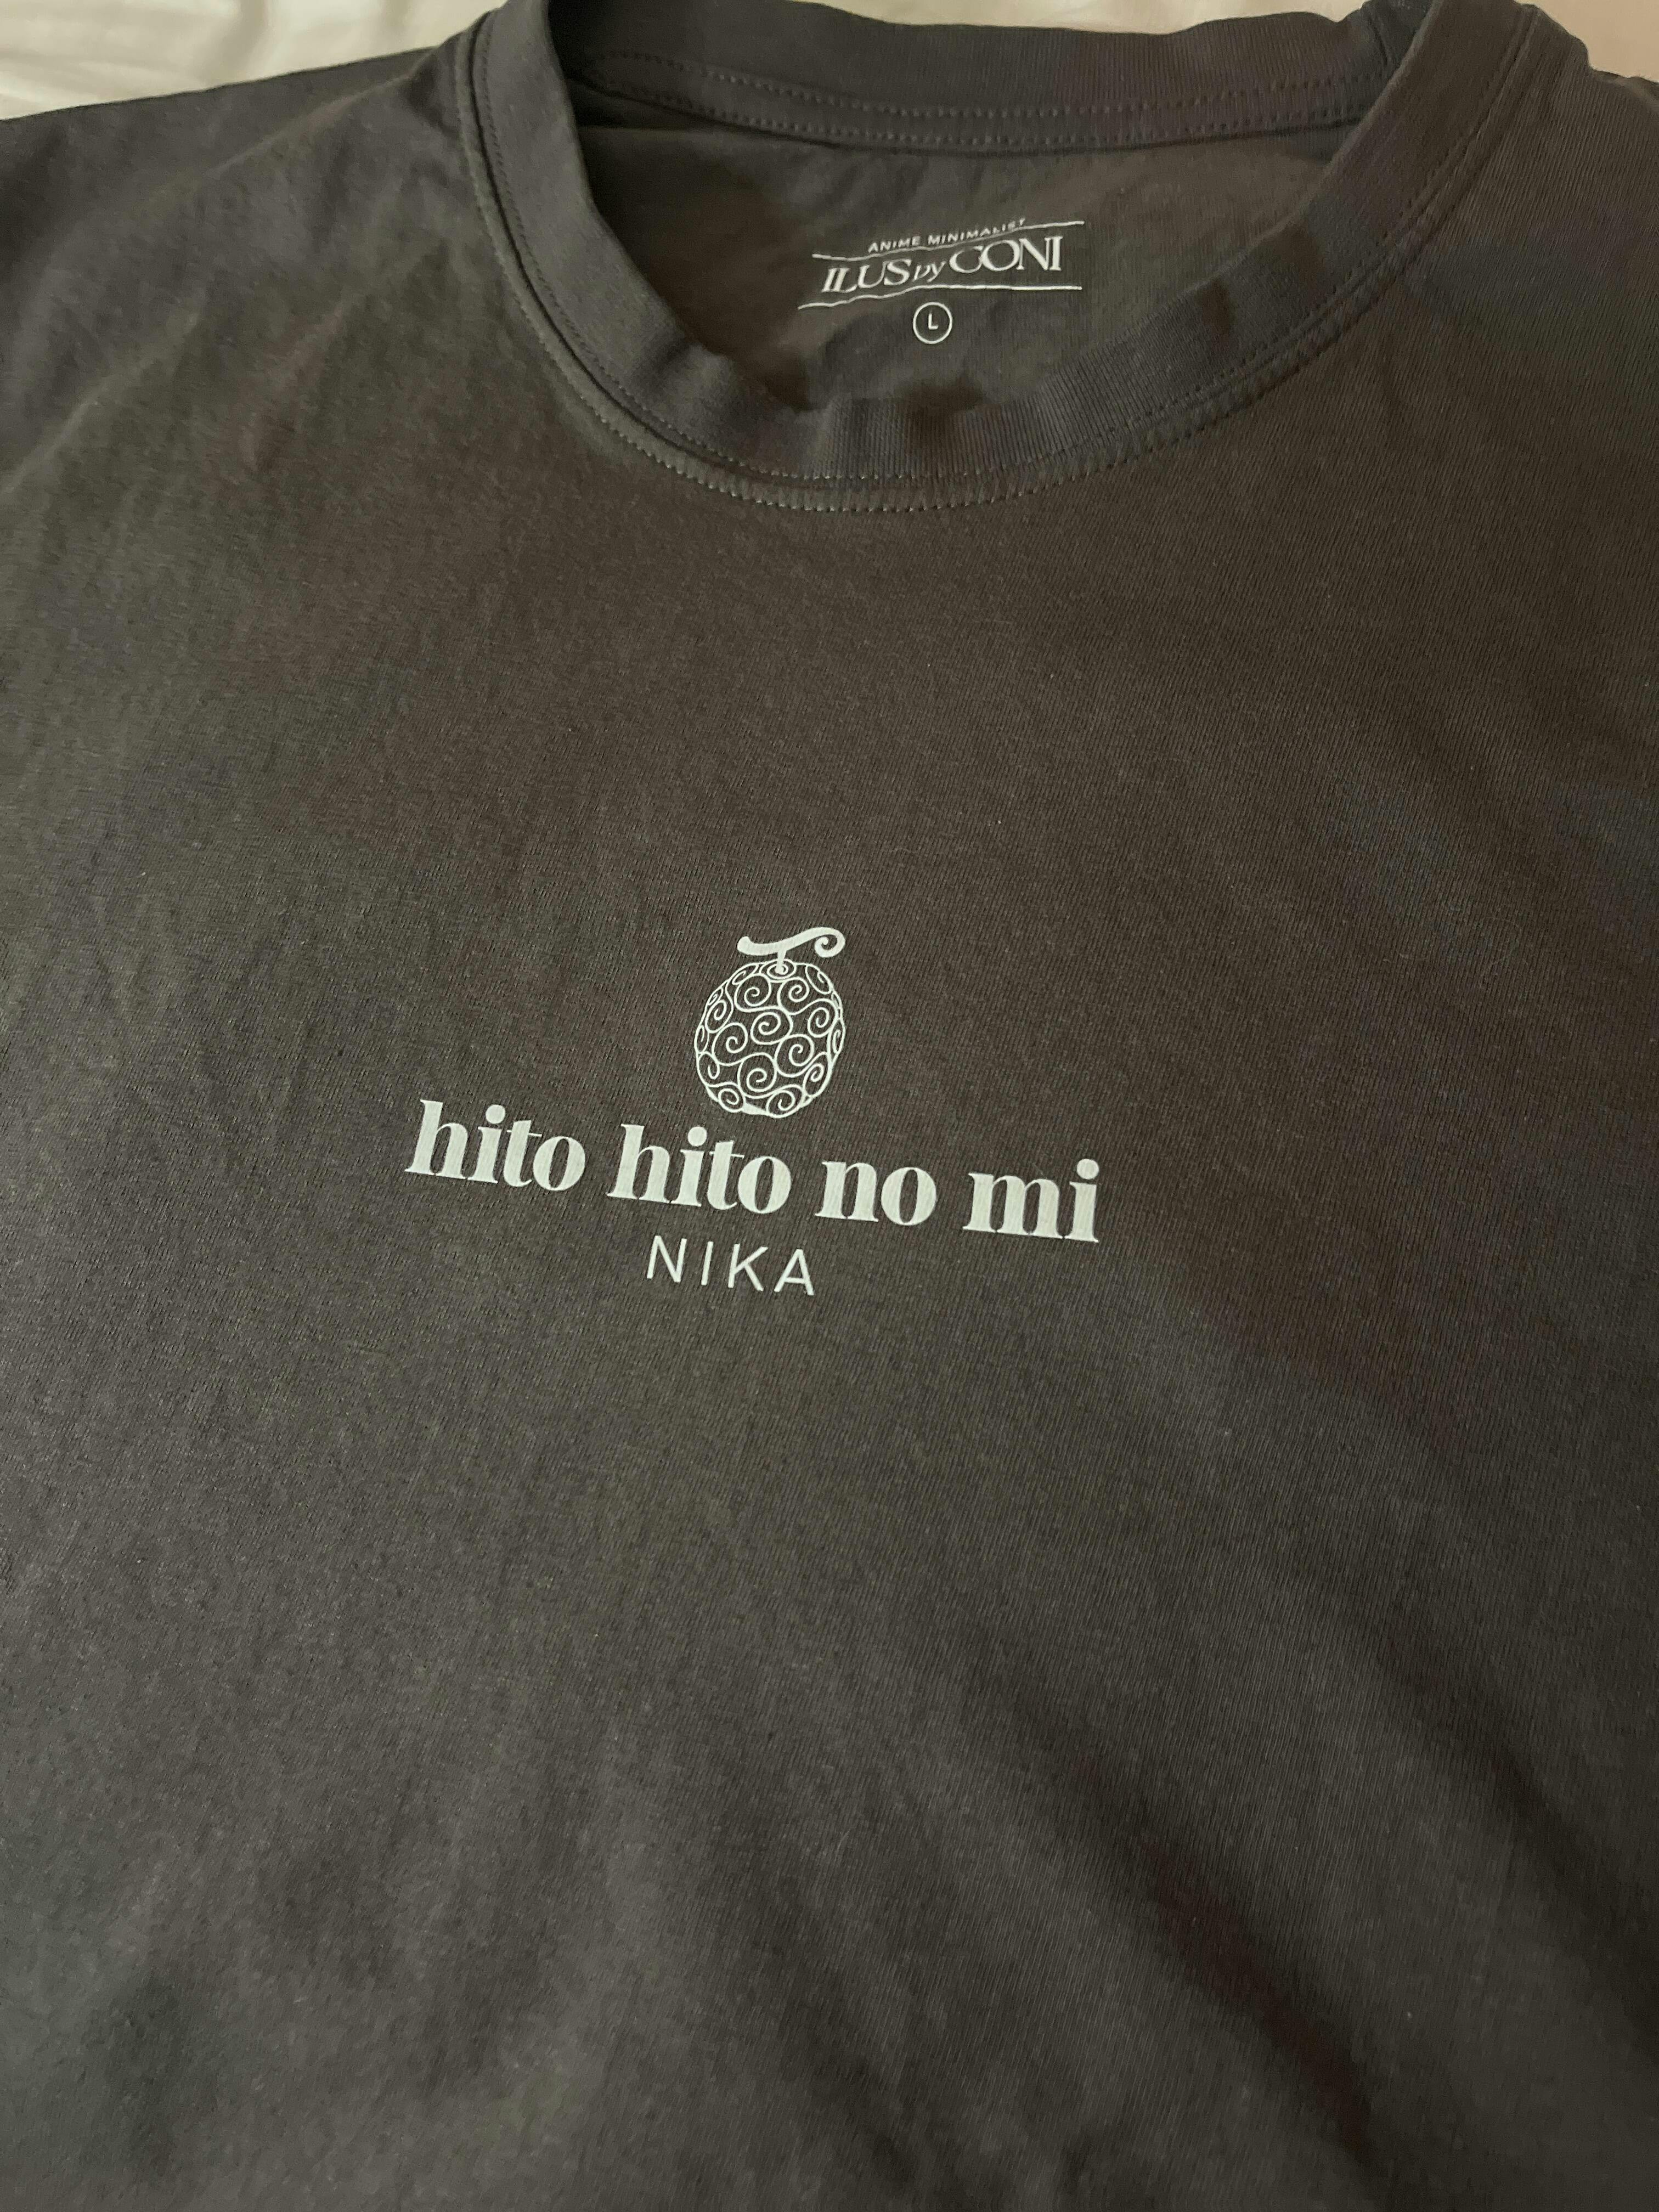 ANIME MINIMALIST
ILUS by CONI
L
hito hito no mi
NIKA